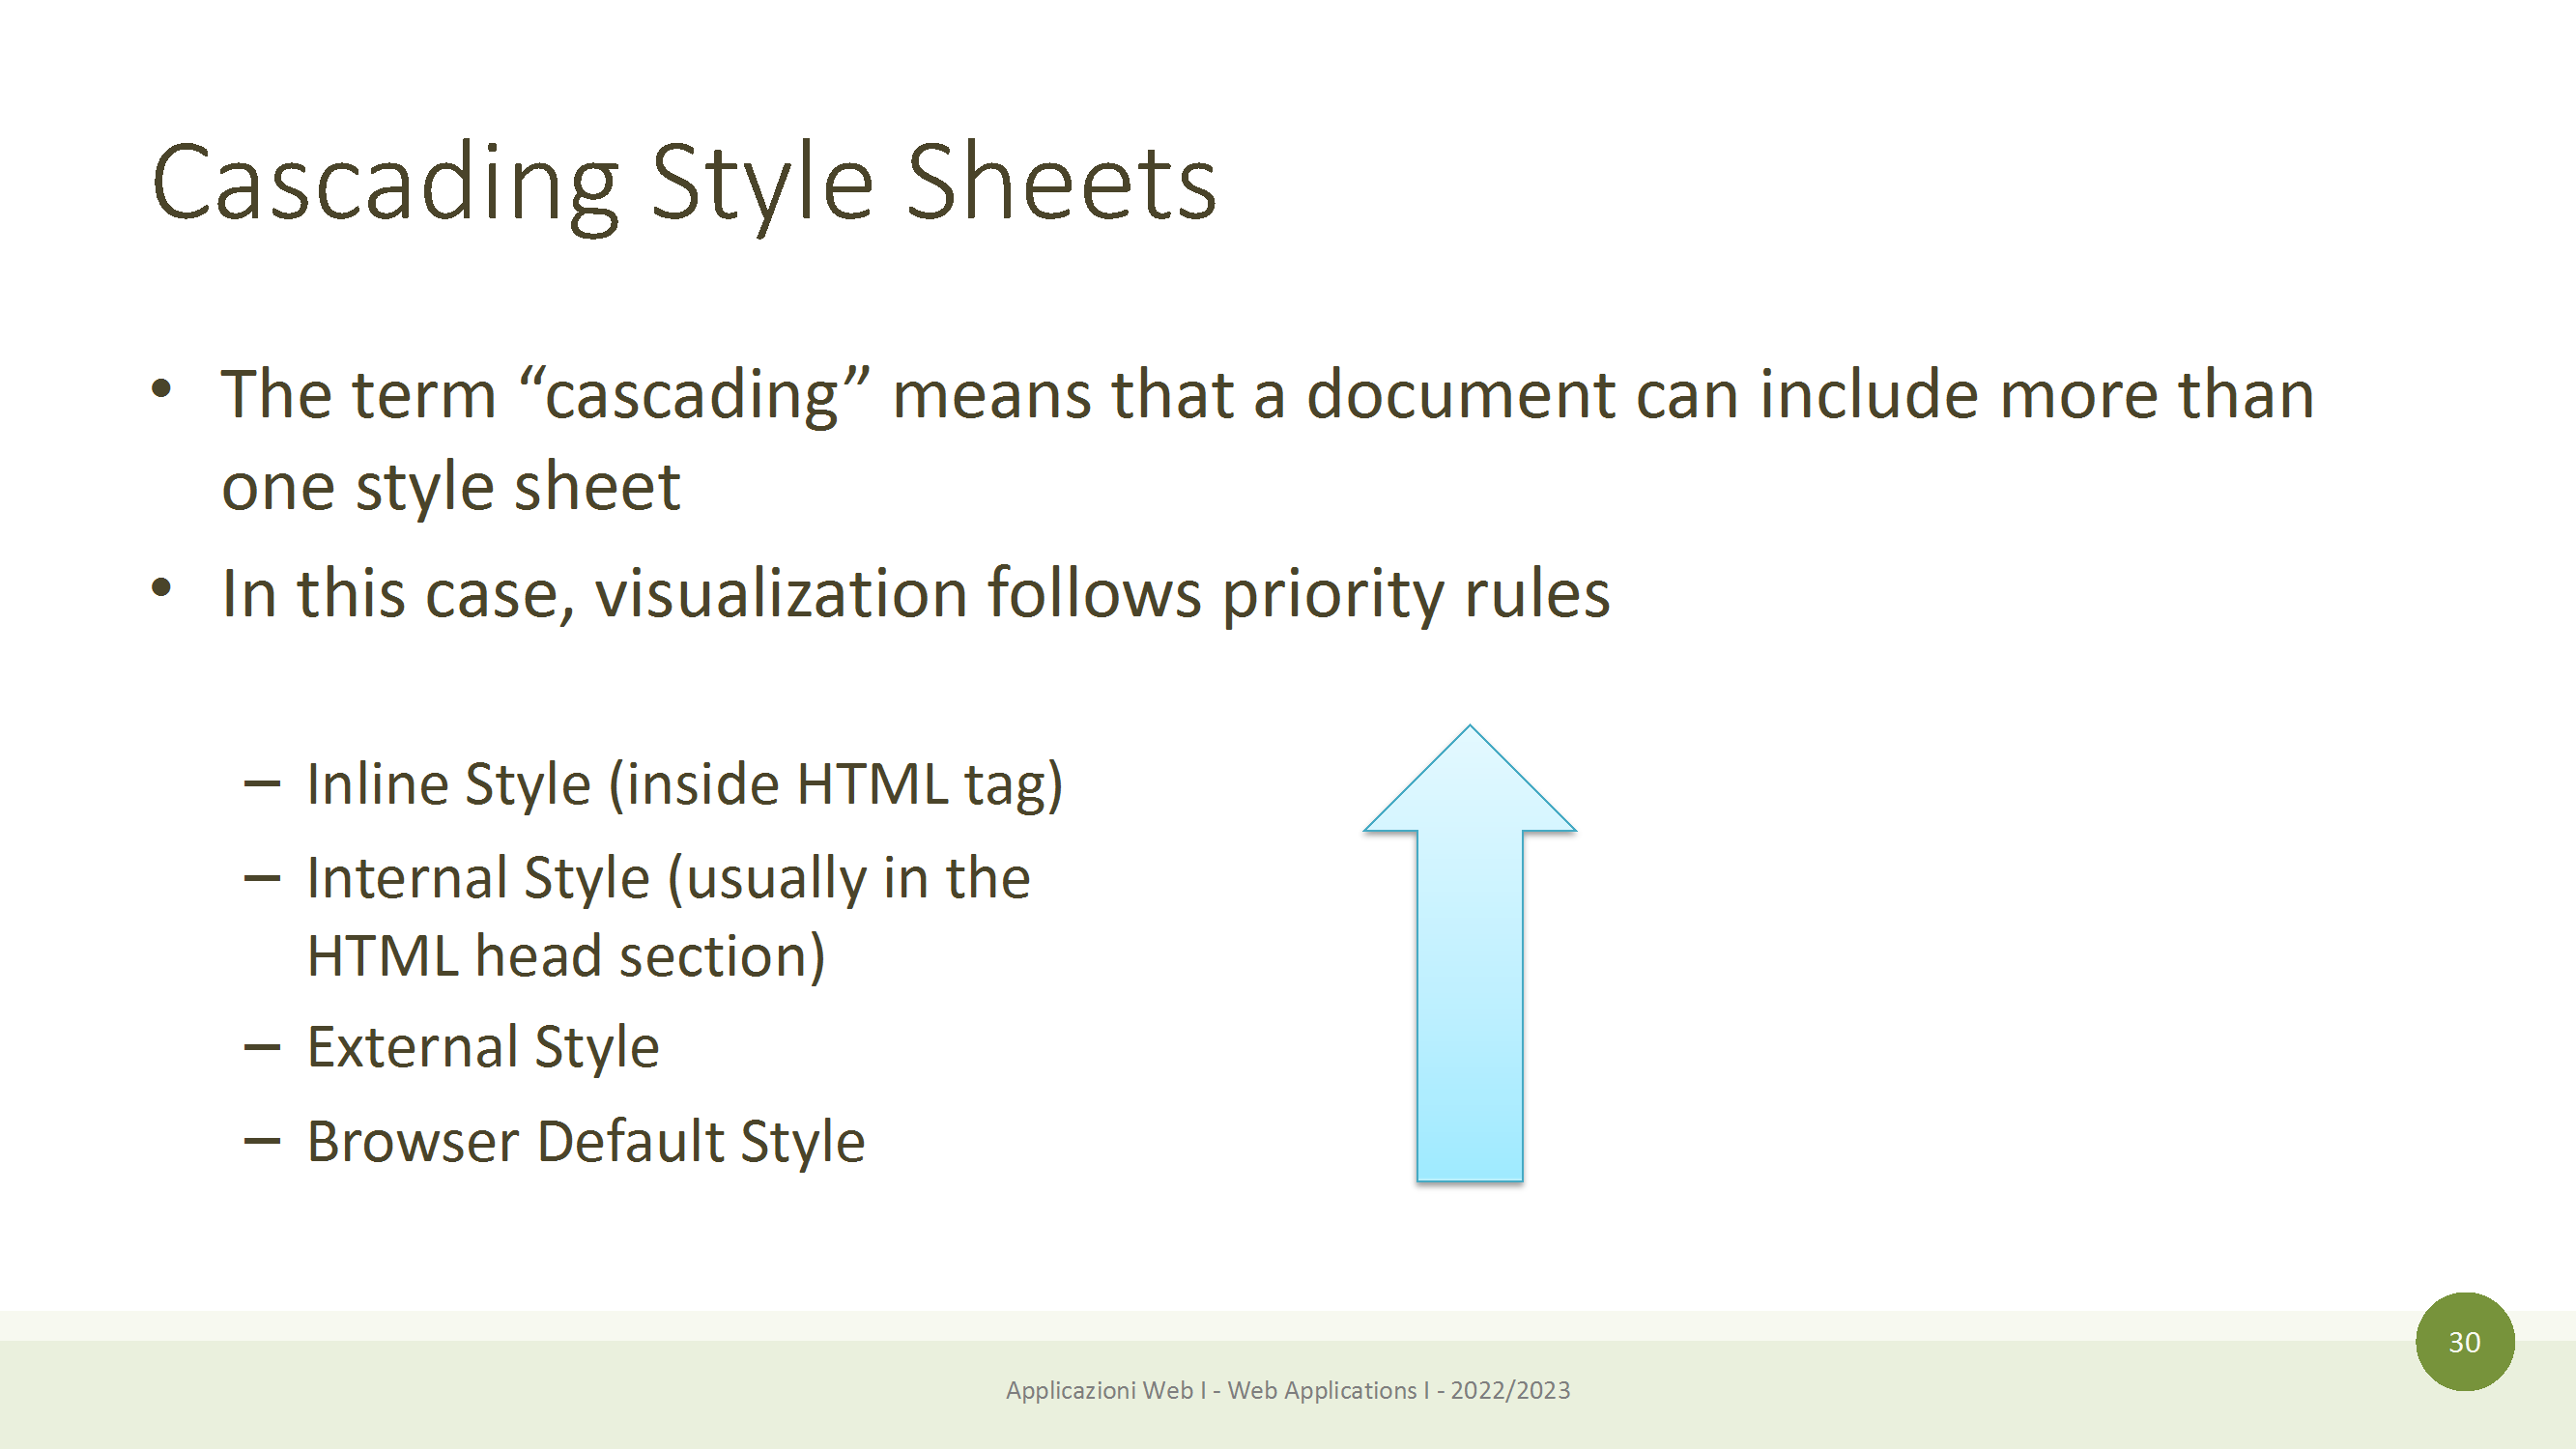 Cascading Style Sheets
• The term “cascading” means that a document can include more than
one style sheet
• In this case, visualization follows priority rules
– Inline Style (inside HTML tag)
– Internal Style (usually in the
HTML head section)
– External Style
– Browser Default Style
30
Applicazioni Web I - Web Applications I - 2022/2023